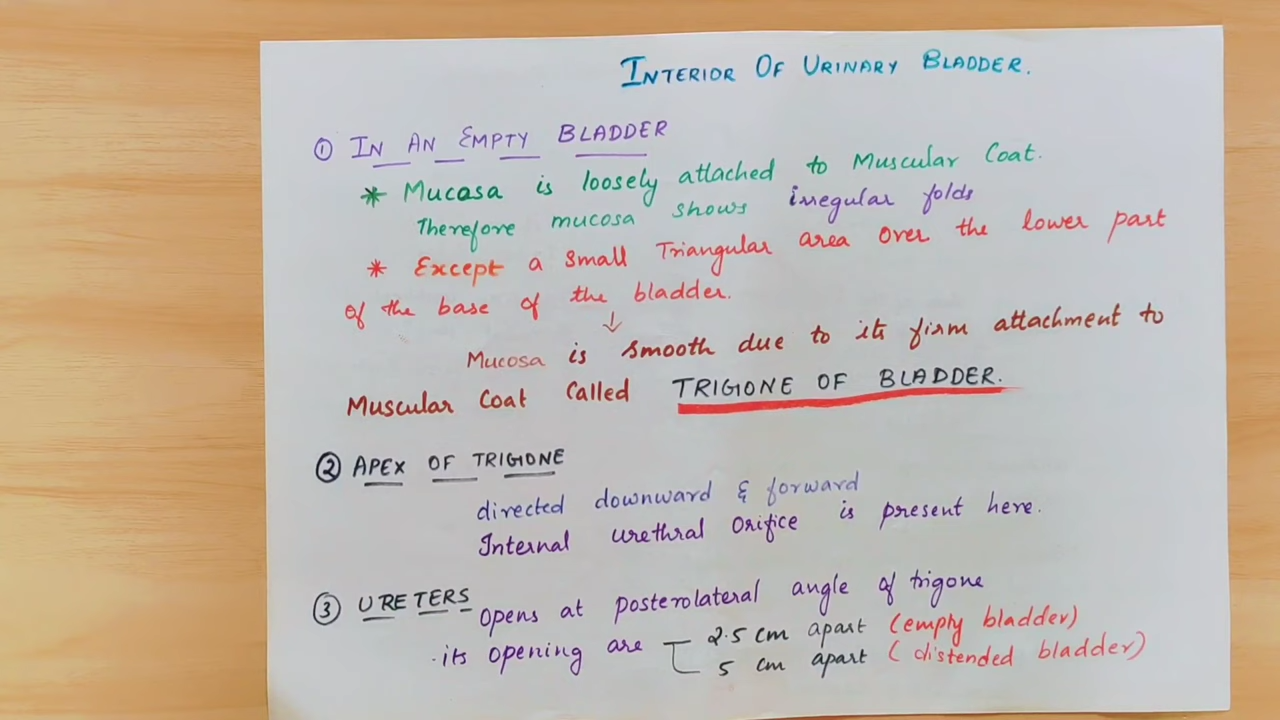 INTERIOR OF URINARY BLADDER.
① IN AN EMPTY BLADDER
* Mucosa is loosely attached to Muscular Coat.
Therefore mucosa shows irregular folds
* Except a small Triangular area over the lower part
of the base of the bladder.
↓
Mucosa is smooth due to its firm attachment to
Muscular Coat called TRIGIONE OF BLADDER.
② APEX OF TRIGIONE
directed downward & forward
Internal urethral orifice is present here.
③ URETERS opens at posterolateral angle of trigone
its opening are 2.5 cm apart (empty bladder)
5 cm apart (distended bladder)